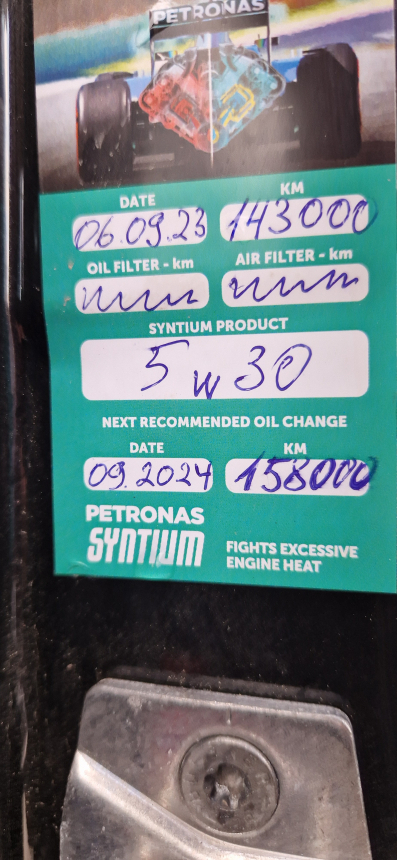 PETRONAS
DATE KM
06.09.23 143000
OIL FILTER - km AIR FILTER - km
SYNTIUM PRODUCT
5w30
NEXT RECOMMENDED OIL CHANGE
DATE KM
09.2024 158000
PETRONAS
SYNTIUM
FIGHTS EXCESSIVE
ENGINE HEAT